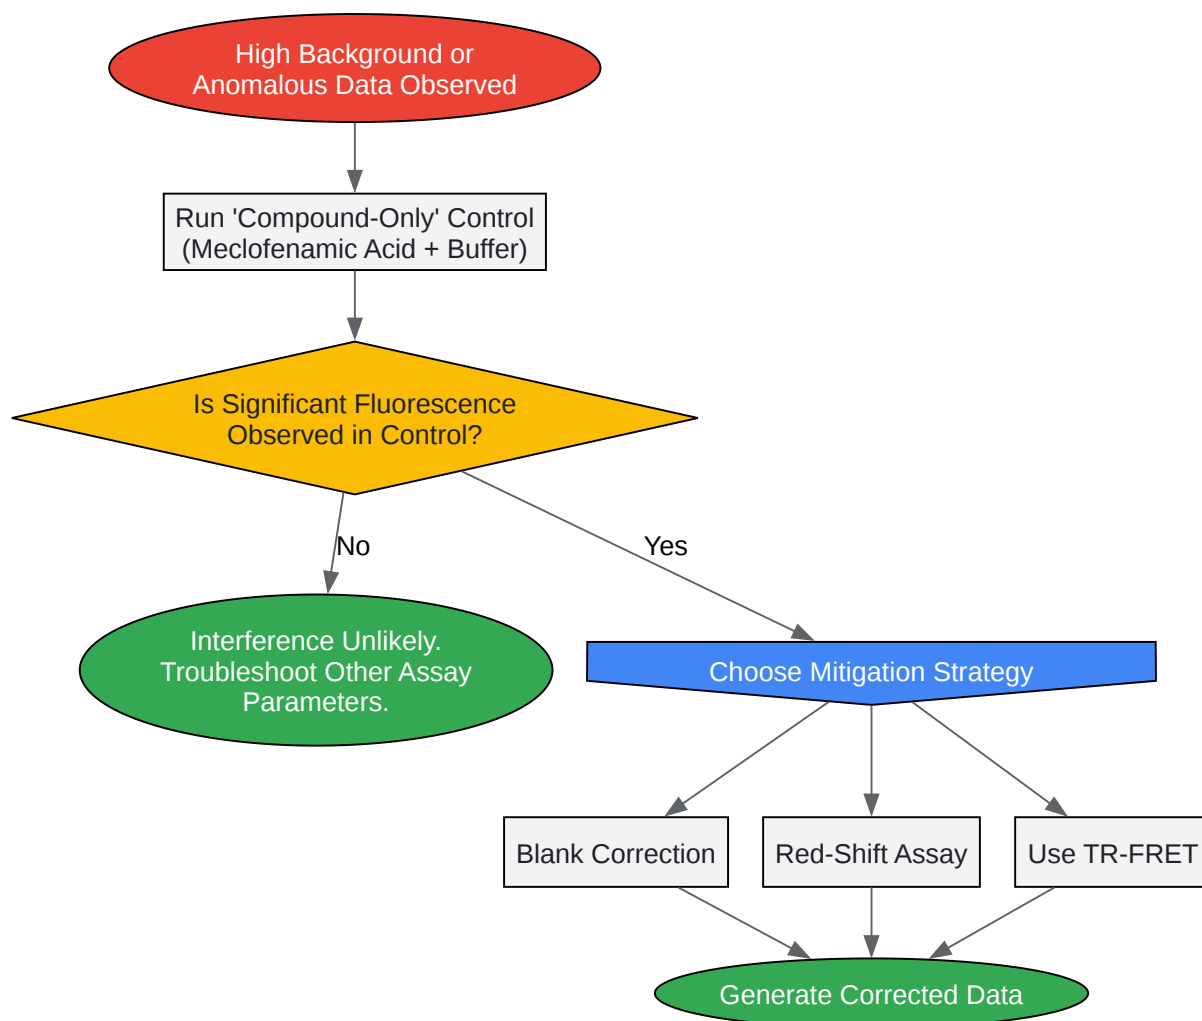 High Background or
Anomalous Data Observed
Run 'Compound-Only' Control
(Meclofenamic Acid + Buffer)
Is Significant Fluorescence
Observed in Control?
No
Yes
Interference Unlikely.
Troubleshoot Other Assay
Parameters.
Choose Mitigation Strategy
Blank Correction
Red-Shift Assay
Use TR-FRET
Generate Corrected Data